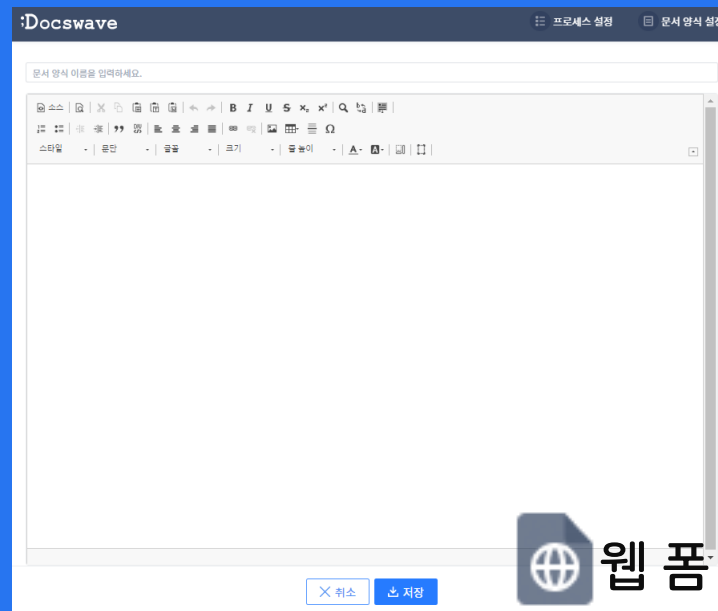 :Docswave
프로세스 설정
문서 양식 설정
문서 양식 이름을 입력하세요.
소스
B I U S x₂ x²
Ω
스타일 문단 글꼴 크기 줄 높이 A A
취소 저장
웹 폼